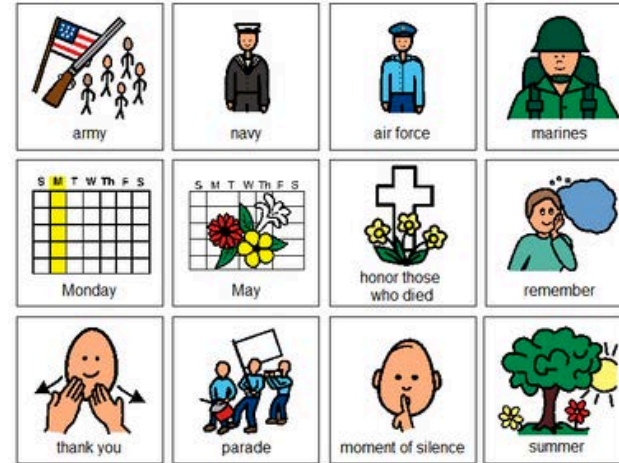 army
navy
air force
marines
S M T W Th F S
Monday
S M T W Th F S
May
honor those
who died
remember
thank you
parade
moment of silence
summer